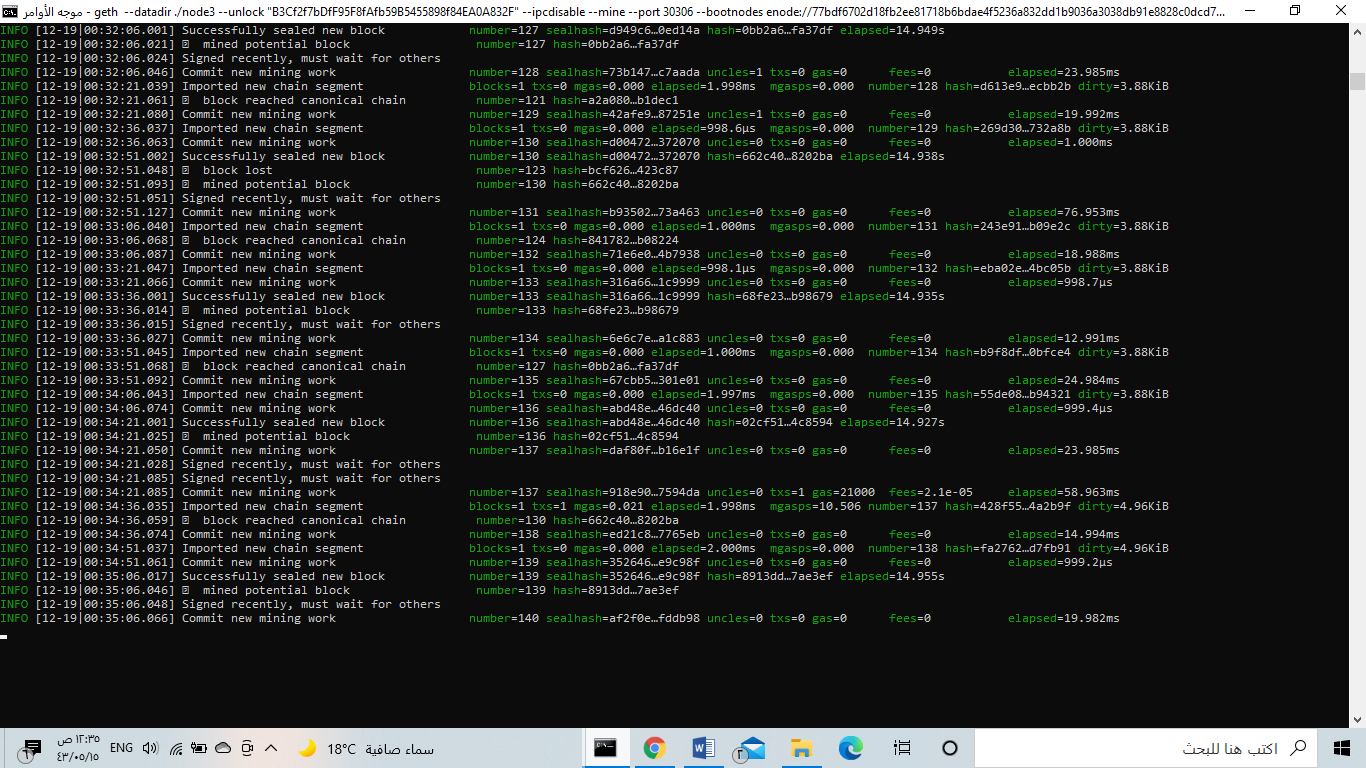 موجه الأوامر - geth --datadir ./node3 --unlock "B3Cf2f7bDfF95F8fAfb59B5455898f84EA0A832F" --ipcdisable --mine --port 30306 --bootnodes enode://77bdf6702d18fb2ee81718b6bdae4f5236a832dd1b9036a3038db91e8828c0dcd7...
INFO [12-19|00:32:06.001] Successfully sealed new block number=127 sealhash=d949c6…0ed14a hash=0bb2a6…fa37df elapsed=14.949s
INFO [12-19|00:32:06.021] mined potential block number=127 hash=0bb2a6…fa37df
INFO [12-19|00:32:06.024] Signed recently, must wait for others
INFO [12-19|00:32:06.046] Commit new mining work number=128 sealhash=73b147…c7aada uncles=1 txs=0 gas=0 fees=0 elapsed=23.985ms
INFO [12-19|00:32:21.039] Imported new chain segment blocks=1 txs=0 mgas=0.000 elapsed=1.998ms mgasps=0.000 number=128 hash=d613e9…ecbb2b dirty=3.88KiB
INFO [12-19|00:32:21.061] block reached canonical chain number=121 hash=a2a080…b1dec1
INFO [12-19|00:32:21.080] Commit new mining work number=129 sealhash=42afe9…87251e uncles=1 txs=0 gas=0 fees=0 elapsed=19.992ms
INFO [12-19|00:32:36.037] Imported new chain segment blocks=1 txs=0 mgas=0.000 elapsed=998.6µs mgasps=0.000 number=129 hash=269d30…732a8b dirty=3.88KiB
INFO [12-19|00:32:36.063] Commit new mining work number=130 sealhash=d00472…372070 uncles=0 txs=0 gas=0 fees=0 elapsed=1.000ms
INFO [12-19|00:32:51.002] Successfully sealed new block number=130 sealhash=d00472…372070 hash=662c40…8202ba elapsed=14.938s
INFO [12-19|00:32:51.048] block lost number=123 hash=bcf626…423c87
INFO [12-19|00:32:51.093] mined potential block number=130 hash=662c40…8202ba
INFO [12-19|00:32:51.051] Signed recently, must wait for others
INFO [12-19|00:32:51.127] Commit new mining work number=131 sealhash=b93502…73a463 uncles=0 txs=0 gas=0 fees=0 elapsed=76.953ms
INFO [12-19|00:33:06.040] Imported new chain segment blocks=1 txs=0 mgas=0.000 elapsed=1.000ms mgasps=0.000 number=131 hash=243e91…b09e2c dirty=3.88KiB
INFO [12-19|00:33:06.068] block reached canonical chain number=124 hash=841782…b08224
INFO [12-19|00:33:06.087] Commit new mining work number=132 sealhash=71e6e0…4b7938 uncles=0 txs=0 gas=0 fees=0 elapsed=18.988ms
INFO [12-19|00:33:21.047] Imported new chain segment blocks=1 txs=0 mgas=0.000 elapsed=998.1µs mgasps=0.000 number=132 hash=eba02e…4bc05b dirty=3.88KiB
INFO [12-19|00:33:21.066] Commit new mining work number=133 sealhash=316a66…1c9999 uncles=0 txs=0 gas=0 fees=0 elapsed=998.7µs
INFO [12-19|00:33:36.001] Successfully sealed new block number=133 sealhash=316a66…1c9999 hash=68fe23…b98679 elapsed=14.935s
INFO [12-19|00:33:36.014] mined potential block number=133 hash=68fe23…b98679
INFO [12-19|00:33:36.015] Signed recently, must wait for others
INFO [12-19|00:33:36.027] Commit new mining work number=134 sealhash=6e6c7e…a1c883 uncles=0 txs=0 gas=0 fees=0 elapsed=12.991ms
INFO [12-19|00:33:51.045] Imported new chain segment blocks=1 txs=0 mgas=0.000 elapsed=1.000ms mgasps=0.000 number=134 hash=b9f8df…0bfce4 dirty=3.88KiB
INFO [12-19|00:33:51.068] block reached canonical chain number=127 hash=0bb2a6…fa37df
INFO [12-19|00:33:51.092] Commit new mining work number=135 sealhash=67cbb5…301e01 uncles=0 txs=0 gas=0 fees=0 elapsed=24.984ms
INFO [12-19|00:34:06.043] Imported new chain segment blocks=1 txs=0 mgas=0.000 elapsed=1.997ms mgasps=0.000 number=135 hash=55de08…b94321 dirty=3.88KiB
INFO [12-19|00:34:06.074] Commit new mining work number=136 sealhash=abd48e…46dc40 uncles=0 txs=0 gas=0 fees=0 elapsed=999.4µs
INFO [12-19|00:34:21.001] Successfully sealed new block number=136 sealhash=abd48e…46dc40 hash=02cf51…4c8594 elapsed=14.927s
INFO [12-19|00:34:21.025] mined potential block number=136 hash=02cf51…4c8594
INFO [12-19|00:34:21.050] Commit new mining work number=137 sealhash=daf80f…b16e1f uncles=0 txs=0 gas=0 fees=0 elapsed=23.985ms
INFO [12-19|00:34:21.028] Signed recently, must wait for others
INFO [12-19|00:34:21.085] Signed recently, must wait for others
INFO [12-19|00:34:21.085] Commit new mining work number=137 sealhash=918e90…7594da uncles=0 txs=1 gas=21000 fees=2.1e-05 elapsed=58.963ms
INFO [12-19|00:34:36.035] Imported new chain segment blocks=1 txs=1 mgas=0.021 elapsed=1.998ms mgasps=10.506 number=137 hash=428f55…4a2b9f dirty=4.96KiB
INFO [12-19|00:34:36.059] block reached canonical chain number=130 hash=662c40…8202ba
INFO [12-19|00:34:36.074] Commit new mining work number=138 sealhash=ed21c8…7765eb uncles=0 txs=0 gas=0 fees=0 elapsed=14.994ms
INFO [12-19|00:34:51.037] Imported new chain segment blocks=1 txs=0 mgas=0.000 elapsed=2.000ms mgasps=0.000 number=138 hash=fa2762…d7fb91 dirty=4.96KiB
INFO [12-19|00:34:51.061] Commit new mining work number=139 sealhash=352646…e9c98f uncles=0 txs=0 gas=0 fees=0 elapsed=999.2µs
INFO [12-19|00:35:06.017] Successfully sealed new block number=139 sealhash=352646…e9c98f hash=8913dd…7ae3ef elapsed=14.955s
INFO [12-19|00:35:06.046] mined potential block number=139 hash=8913dd…7ae3ef
INFO [12-19|00:35:06.048] Signed recently, must wait for others
INFO [12-19|00:35:06.066] Commit new mining work number=140 sealhash=af2f0e…fddb98 uncles=0 txs=0 gas=0 fees=0 elapsed=19.982ms
اكتب هنا للبحث
٢
18°C سماء صافية
ENG
١٢:٣٥ ص
٤٣/٠٥/١٥
٦